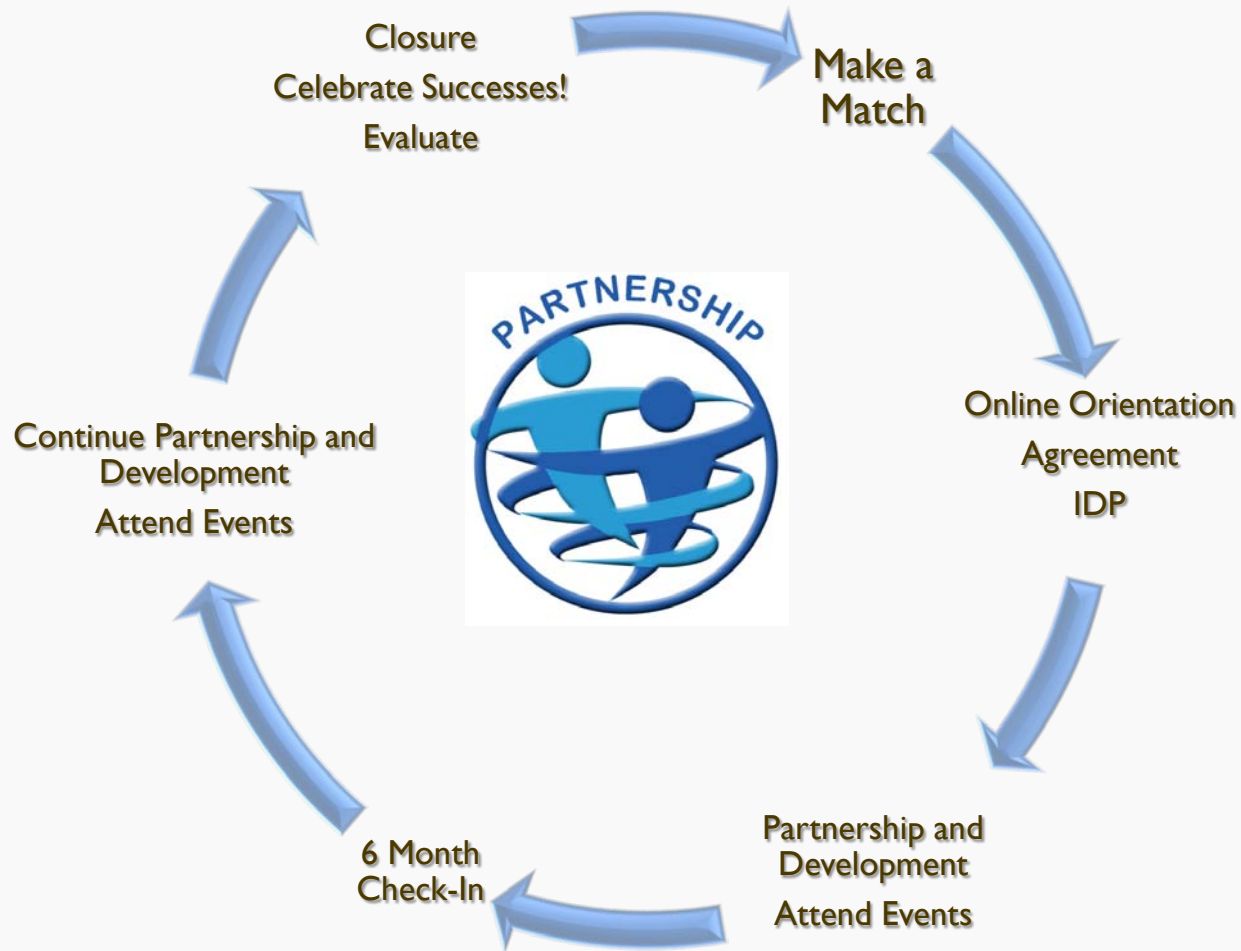 Closure
Celebrate Successes!
Evaluate
Make a
Match
Online Orientation
Agreement
IDP
Partnership and
Development
Attend Events
6 Month
Check-In
Continue Partnership and
Development
Attend Events
PARTNERSHIP